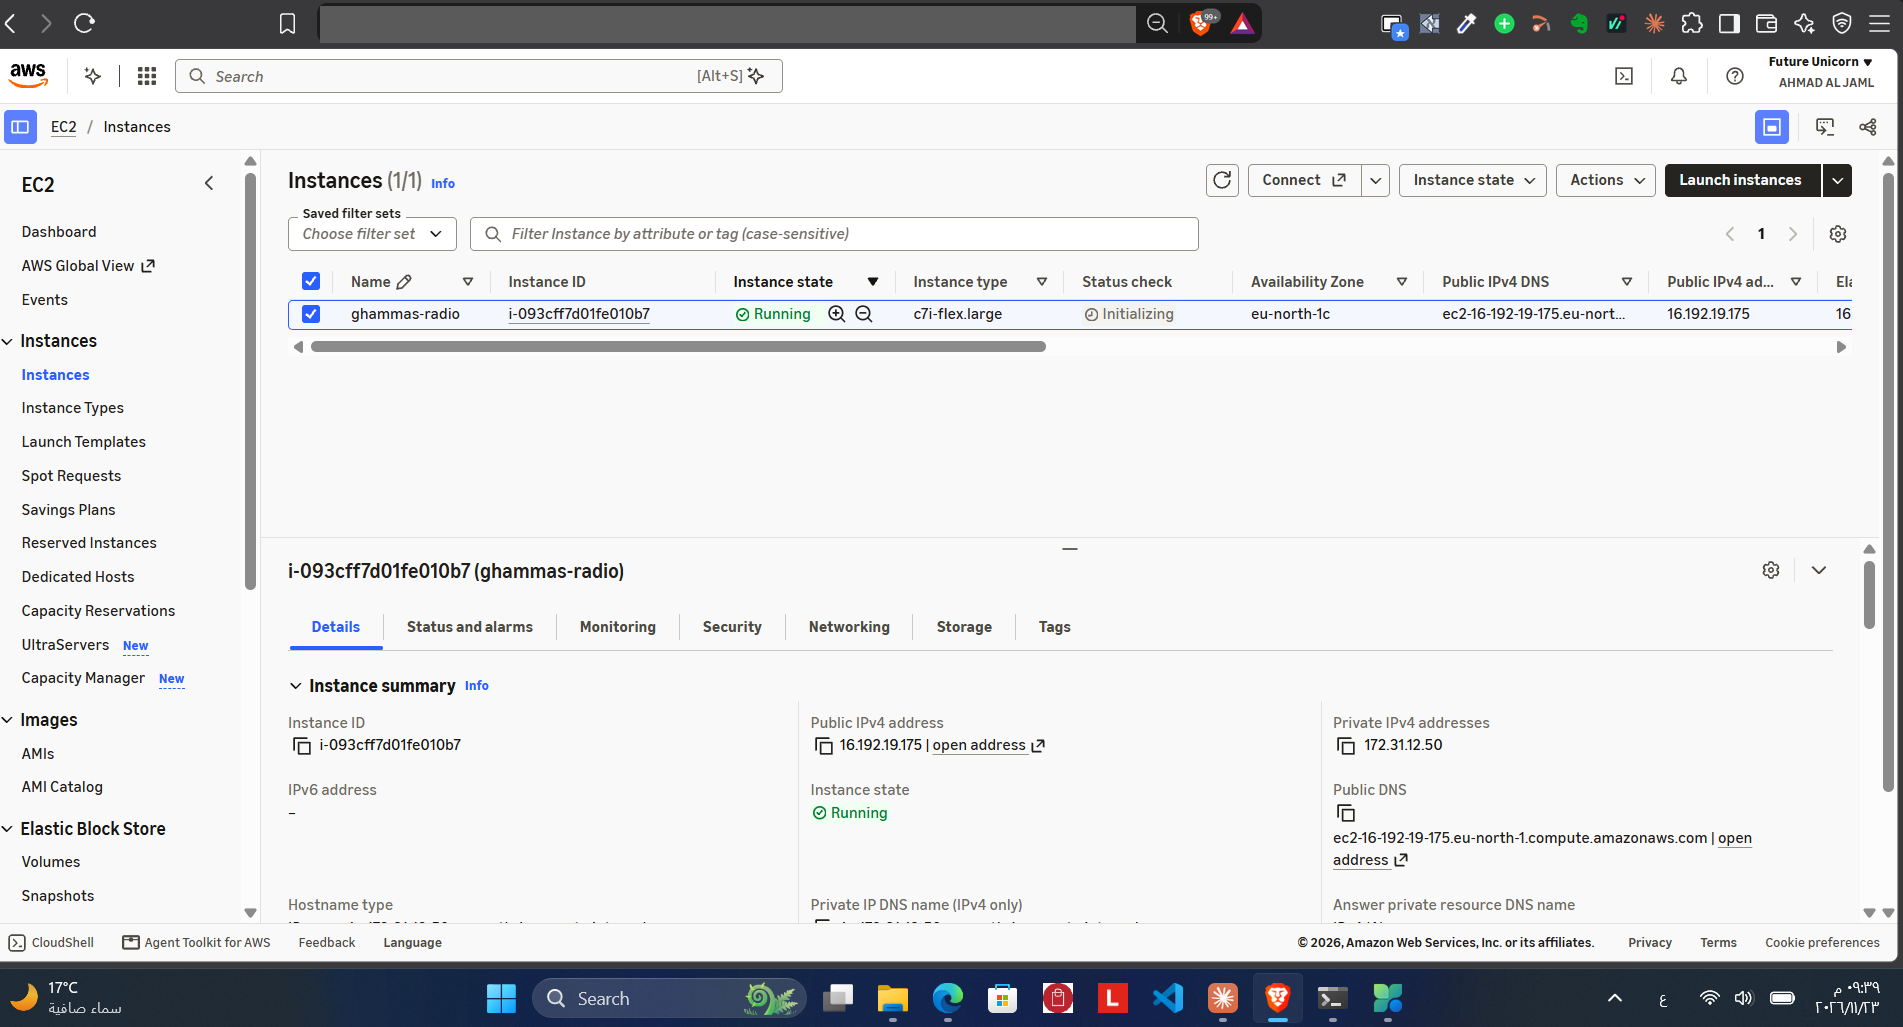 99+
aws
Search
[Alt+S]
Future Unicorn
AHMAD ALJAML
EC2 / Instances
EC2
Dashboard
AWS Global View
Events
Instances
Instances
Instance Types
Launch Templates
Spot Requests
Savings Plans
Reserved Instances
Dedicated Hosts
Capacity Reservations
UltraServers New
Capacity Manager New
Images
AMIs
AMI Catalog
Elastic Block Store
Volumes
Snapshots
Instances (1/1) Info
Connect
Instance state
Actions
Launch instances
Saved filter sets
Choose filter set
Filter Instance by attribute or tag (case-sensitive)
1
Name Instance ID Instance state Instance type Status check Availability Zone Public IPv4 DNS Public IPv4 ad... Ela
ghammas-radio i-093cff7d01fe010b7 Running c7i-flex.large Initializing eu-north-1c ec2-16-192-19-175.eu-nort... 16.192.19.175 16
i-093cff7d01fe010b7 (ghammas-radio)
Details Status and alarms Monitoring Security Networking Storage Tags
Instance summary Info
Instance ID
i-093cff7d01fe010b7
Public IPv4 address
16.192.19.175 | open address
Private IPv4 addresses
172.31.12.50
IPv6 address
–
Instance state
Running
Public DNS
ec2-16-192-19-175.eu-north-1.compute.amazonaws.com | open
address
Hostname type
Private IP DNS name (IPv4 only)
Answer private resource DNS name
CloudShell Agent Toolkit for AWS Feedback Language
© 2026, Amazon Web Services, Inc. or its affiliates. Privacy Terms Cookie preferences
17°C
سماء صافية
Search
L
ع
٠٩:٣٩ م
٢٠٢٦/١١/٢٣